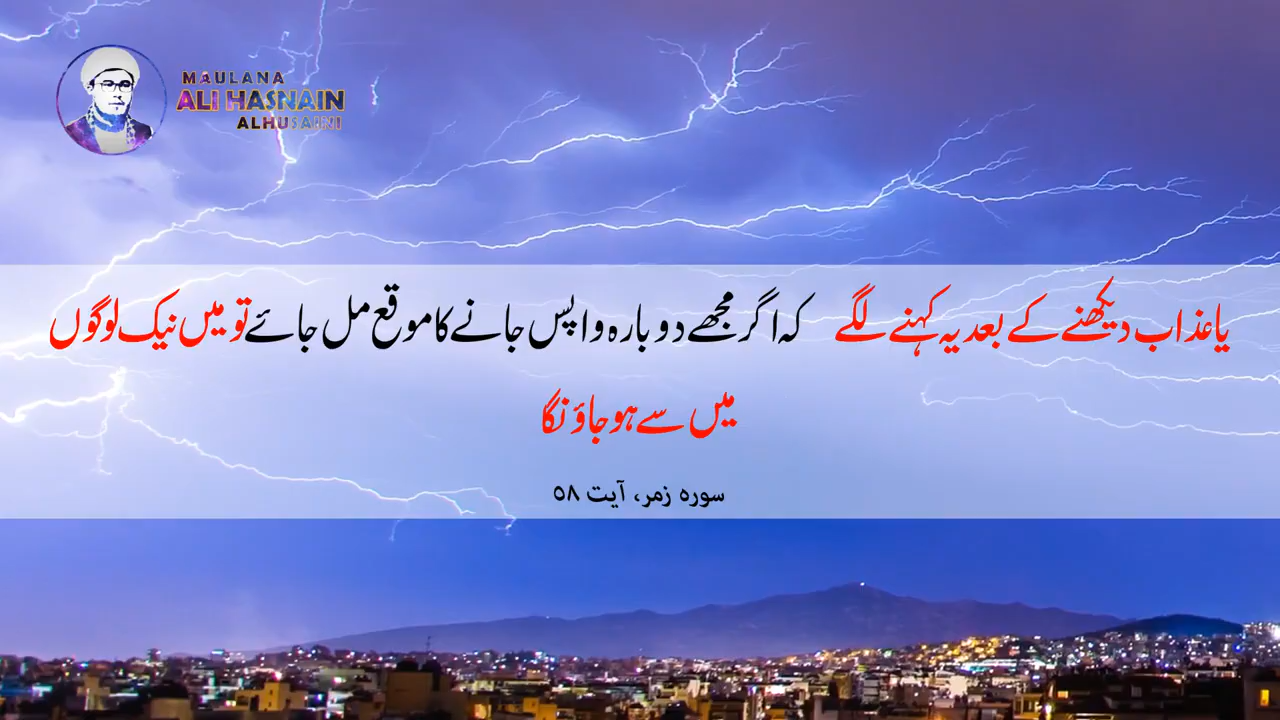 MAULANA
ALI HASNAIN
ALHUSAINI
یا عذاب دیکھنے کے بعد یہ کہنے لگے کہ اگر مجھے دوبارہ واپس جانے کا موقع مل جائے تو میں نیک لوگوں
میں سے ہو جاؤنگا
سورہ زمر، آیت ۵۸